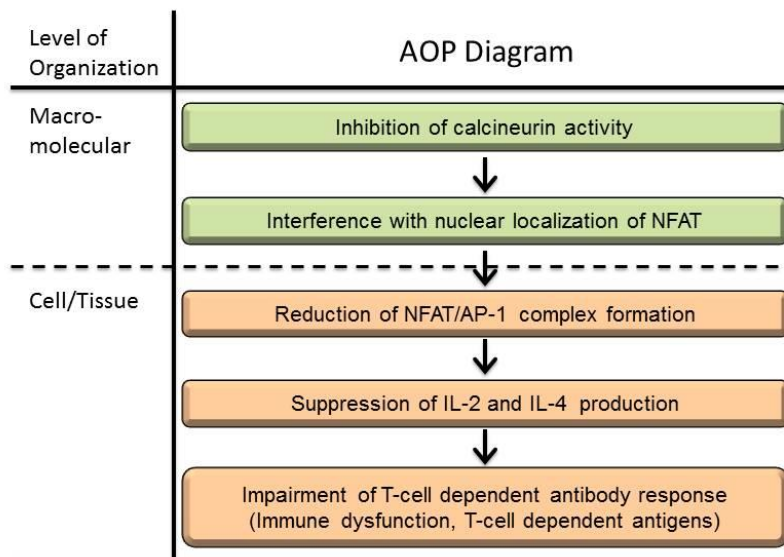 Level of
Organization
AOP Diagram
Macro-
molecular
Inhibition of calcineurin activity
Interference with nuclear localization of NFAT
Cell/Tissue
Reduction of NFAT/AP-1 complex formation
Suppression of IL-2 and IL-4 production
Impairment of T-cell dependent antibody response
(Immune dysfunction, T-cell dependent antigens)